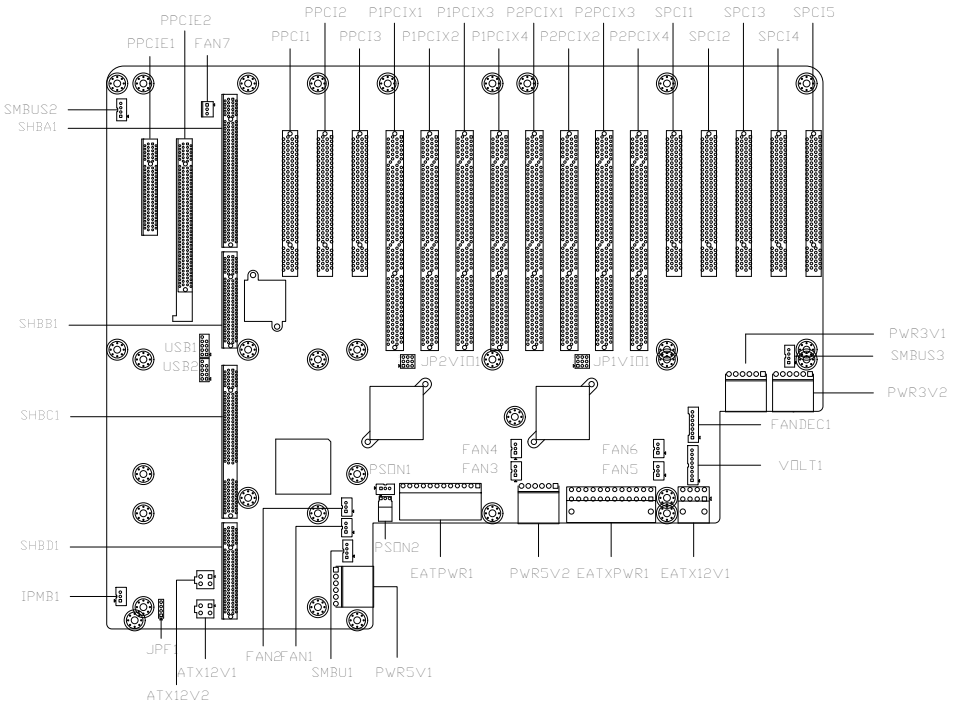 PPCI2 P1PCIX1 P1PCIX3 P2PCIX1 P2PCIX3 SPCI1 SPCI3 SPCI5
PPCIE2
PPCIE1 FAN7 PPCI1 PPCI3 P1PCIX2 P1PCIX4 P2PCIX2 P2PCIX4 SPCI2 SPCI4
SMBUS2
SHBA1
SHBB1
PWR3V1
USB1
JP2VIO1 JP1VIO1
SMBUS3
USB2
PWR3V2
SHBC1
FANDEC1
FAN4 FAN6
PSON1 FAN3 FAN5 VOLT1
SHBD1
PSON2
EATPWR1 PWR5V2 EATXPWR1 EATX12V1
IPMB1
JPF1
FAN2 FAN1
ATX12V1 SMBU1 PWR5V1
ATX12V2